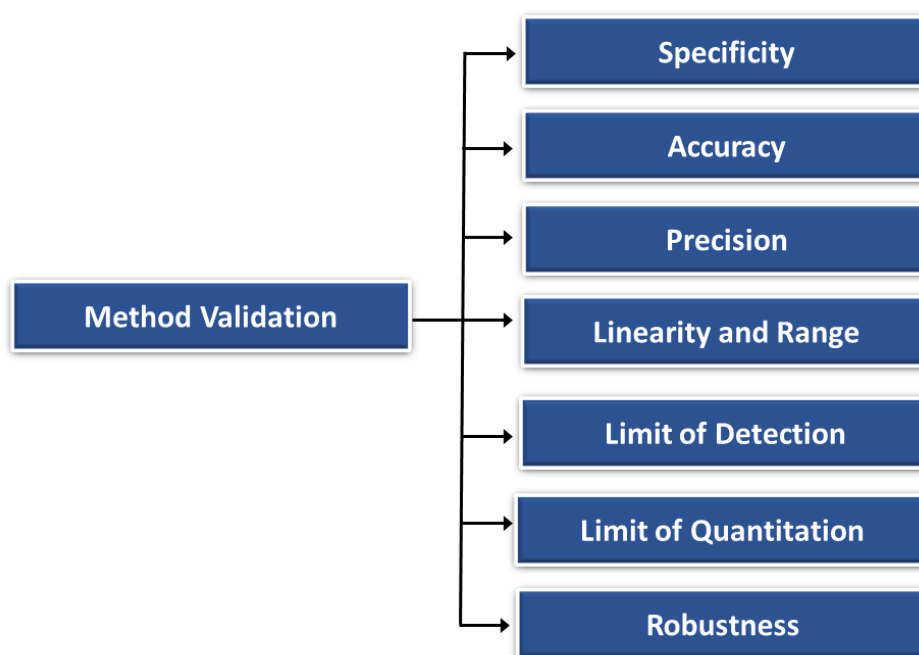 Specificity
Accuracy
Precision
Method Validation
Linearity and Range
Limit of Detection
Limit of Quantitation
Robustness